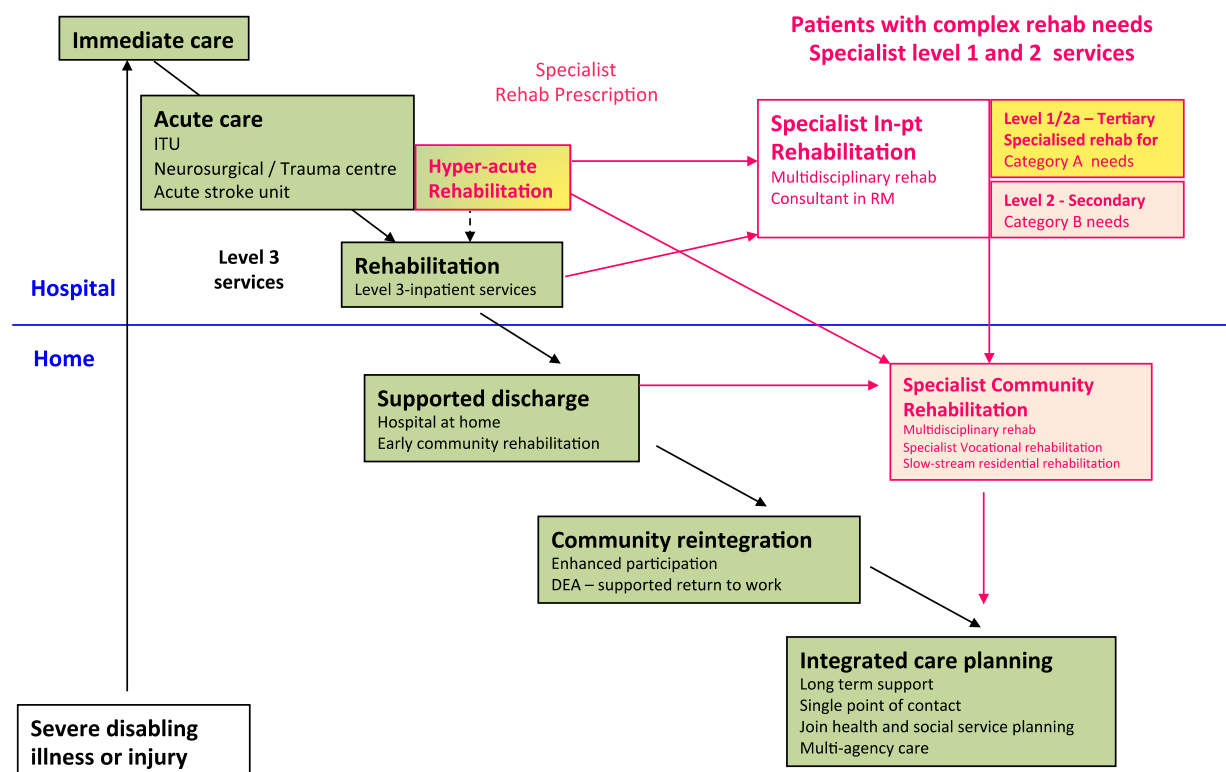 Immediate care
Patients with complex rehab needs
Specialist level 1 and 2 services
Specialist
Rehab Prescription
Acute care
ITU
Neurosurgical / Trauma centre
Acute stroke unit
Hyper-acute
Rehabilitation
Specialist In-pt
Rehabilitation
Multidisciplinary rehab
Consultant in RM
Level 1/2a – Tertiary
Specialised rehab for
Category A needs
Level 2 - Secondary
Category B needs
Level 3
services
Rehabilitation
Level 3-inpatient services
Hospital
Home
Supported discharge
Hospital at home
Early community rehabilitation
Specialist Community
Rehabilitation
Multidisciplinary rehab
Specialist Vocational rehabilitation
Slow-stream residential rehabilitation
Community reintegration
Enhanced participation
DEA – supported return to work
Integrated care planning
Long term support
Single point of contact
Join health and social service planning
Multi-agency care
Severe disabling
illness or injury